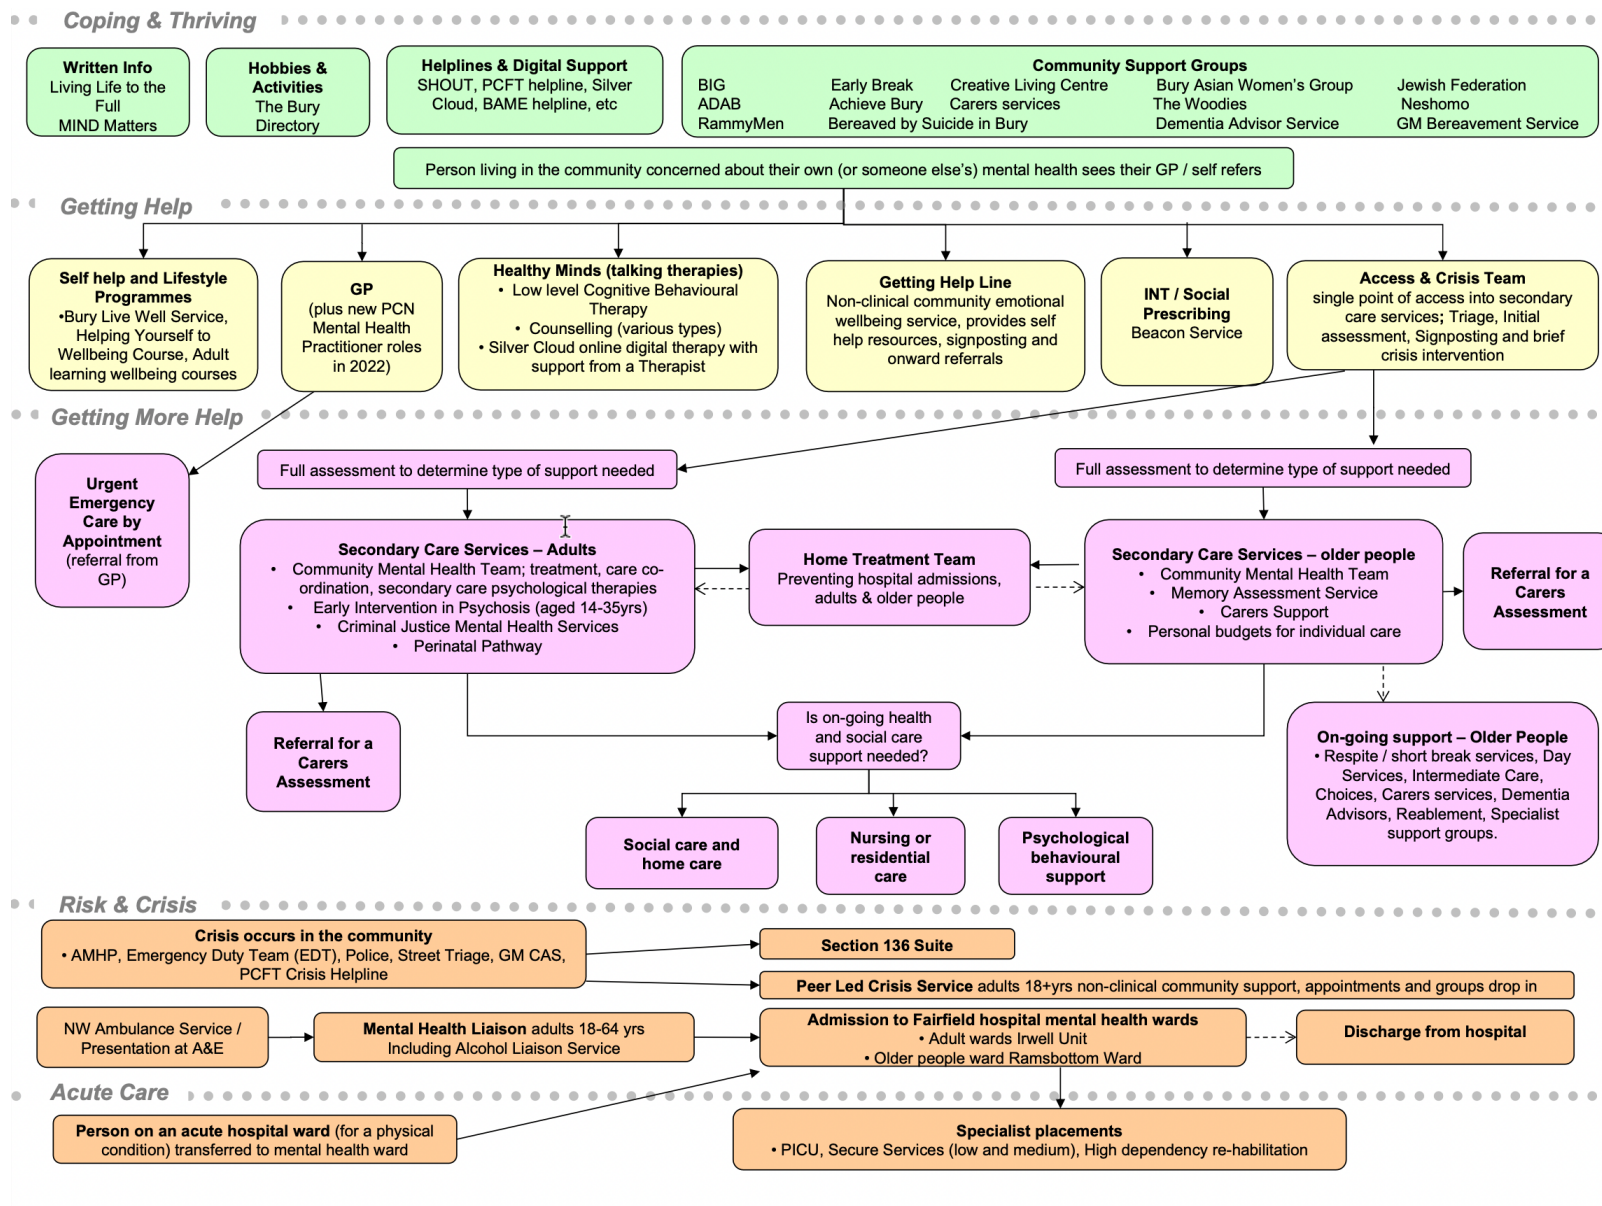 Coping & Thriving
Written Info
Living Life to the
Full
MIND Matters
Hobbies &
Activities
The Bury
Directory
Helplines & Digital Support
SHOUT, PCFT helpline, Silver
Cloud, BAME helpline, etc
Community Support Groups
BIG Early Break Creative Living Centre Bury Asian Women’s Group Jewish Federation
ADAB Achieve Bury Carers services The Woodies Neshomo
RammyMen Bereaved by Suicide in Bury Dementia Advisor Service GM Bereavement Service
Person living in the community concerned about their own (or someone else’s) mental health sees their GP / self refers
Getting Help
Self help and Lifestyle
Programmes
•Bury Live Well Service,
Helping Yourself to
Wellbeing Course, Adult
learning wellbeing courses
GP
(plus new PCN
Mental Health
Practitioner roles
in 2022)
Healthy Minds (talking therapies)
• Low level Cognitive Behavioural
Therapy
• Counselling (various types)
• Silver Cloud online digital therapy with
support from a Therapist
Getting Help Line
Non-clinical community emotional
wellbeing service, provides self
help resources, signposting and
onward referrals
INT / Social
Prescribing
Beacon Service
Access & Crisis Team
single point of access into secondary
care services; Triage, Initial
assessment, Signposting and brief
crisis intervention
Getting More Help
Urgent
Emergency
Care by
Appointment
(referral from
GP)
Full assessment to determine type of support needed
Full assessment to determine type of support needed
Secondary Care Services – Adults
• Community Mental Health Team; treatment, care co-
ordination, secondary care psychological therapies
• Early Intervention in Psychosis (aged 14-35yrs)
• Criminal Justice Mental Health Services
• Perinatal Pathway
Home Treatment Team
Preventing hospital admissions,
adults & older people
Secondary Care Services – older people
• Community Mental Health Team
• Memory Assessment Service
• Carers Support
• Personal budgets for individual care
Referral for a
Carers
Assessment
Referral for a
Carers
Assessment
Is on-going health
and social care
support needed?
On-going support – Older People
• Respite / short break services, Day
Services, Intermediate Care,
Choices, Carers services, Dementia
Advisors, Reablement, Specialist
support groups.
Social care and
home care
Nursing or
residential
care
Psychological
behavioural
support
Risk & Crisis
Crisis occurs in the community
• AMHP, Emergency Duty Team (EDT), Police, Street Triage, GM CAS,
PCFT Crisis Helpline
Section 136 Suite
Peer Led Crisis Service adults 18+yrs non-clinical community support, appointments and groups drop in
NW Ambulance Service /
Presentation at A&E
Mental Health Liaison adults 18-64 yrs
Including Alcohol Liaison Service
Admission to Fairfield hospital mental health wards
• Adult wards Irwell Unit
• Older people ward Ramsbottom Ward
Discharge from hospital
Acute Care
Person on an acute hospital ward (for a physical
condition) transferred to mental health ward
Specialist placements
• PICU, Secure Services (low and medium), High dependency re-habilitation